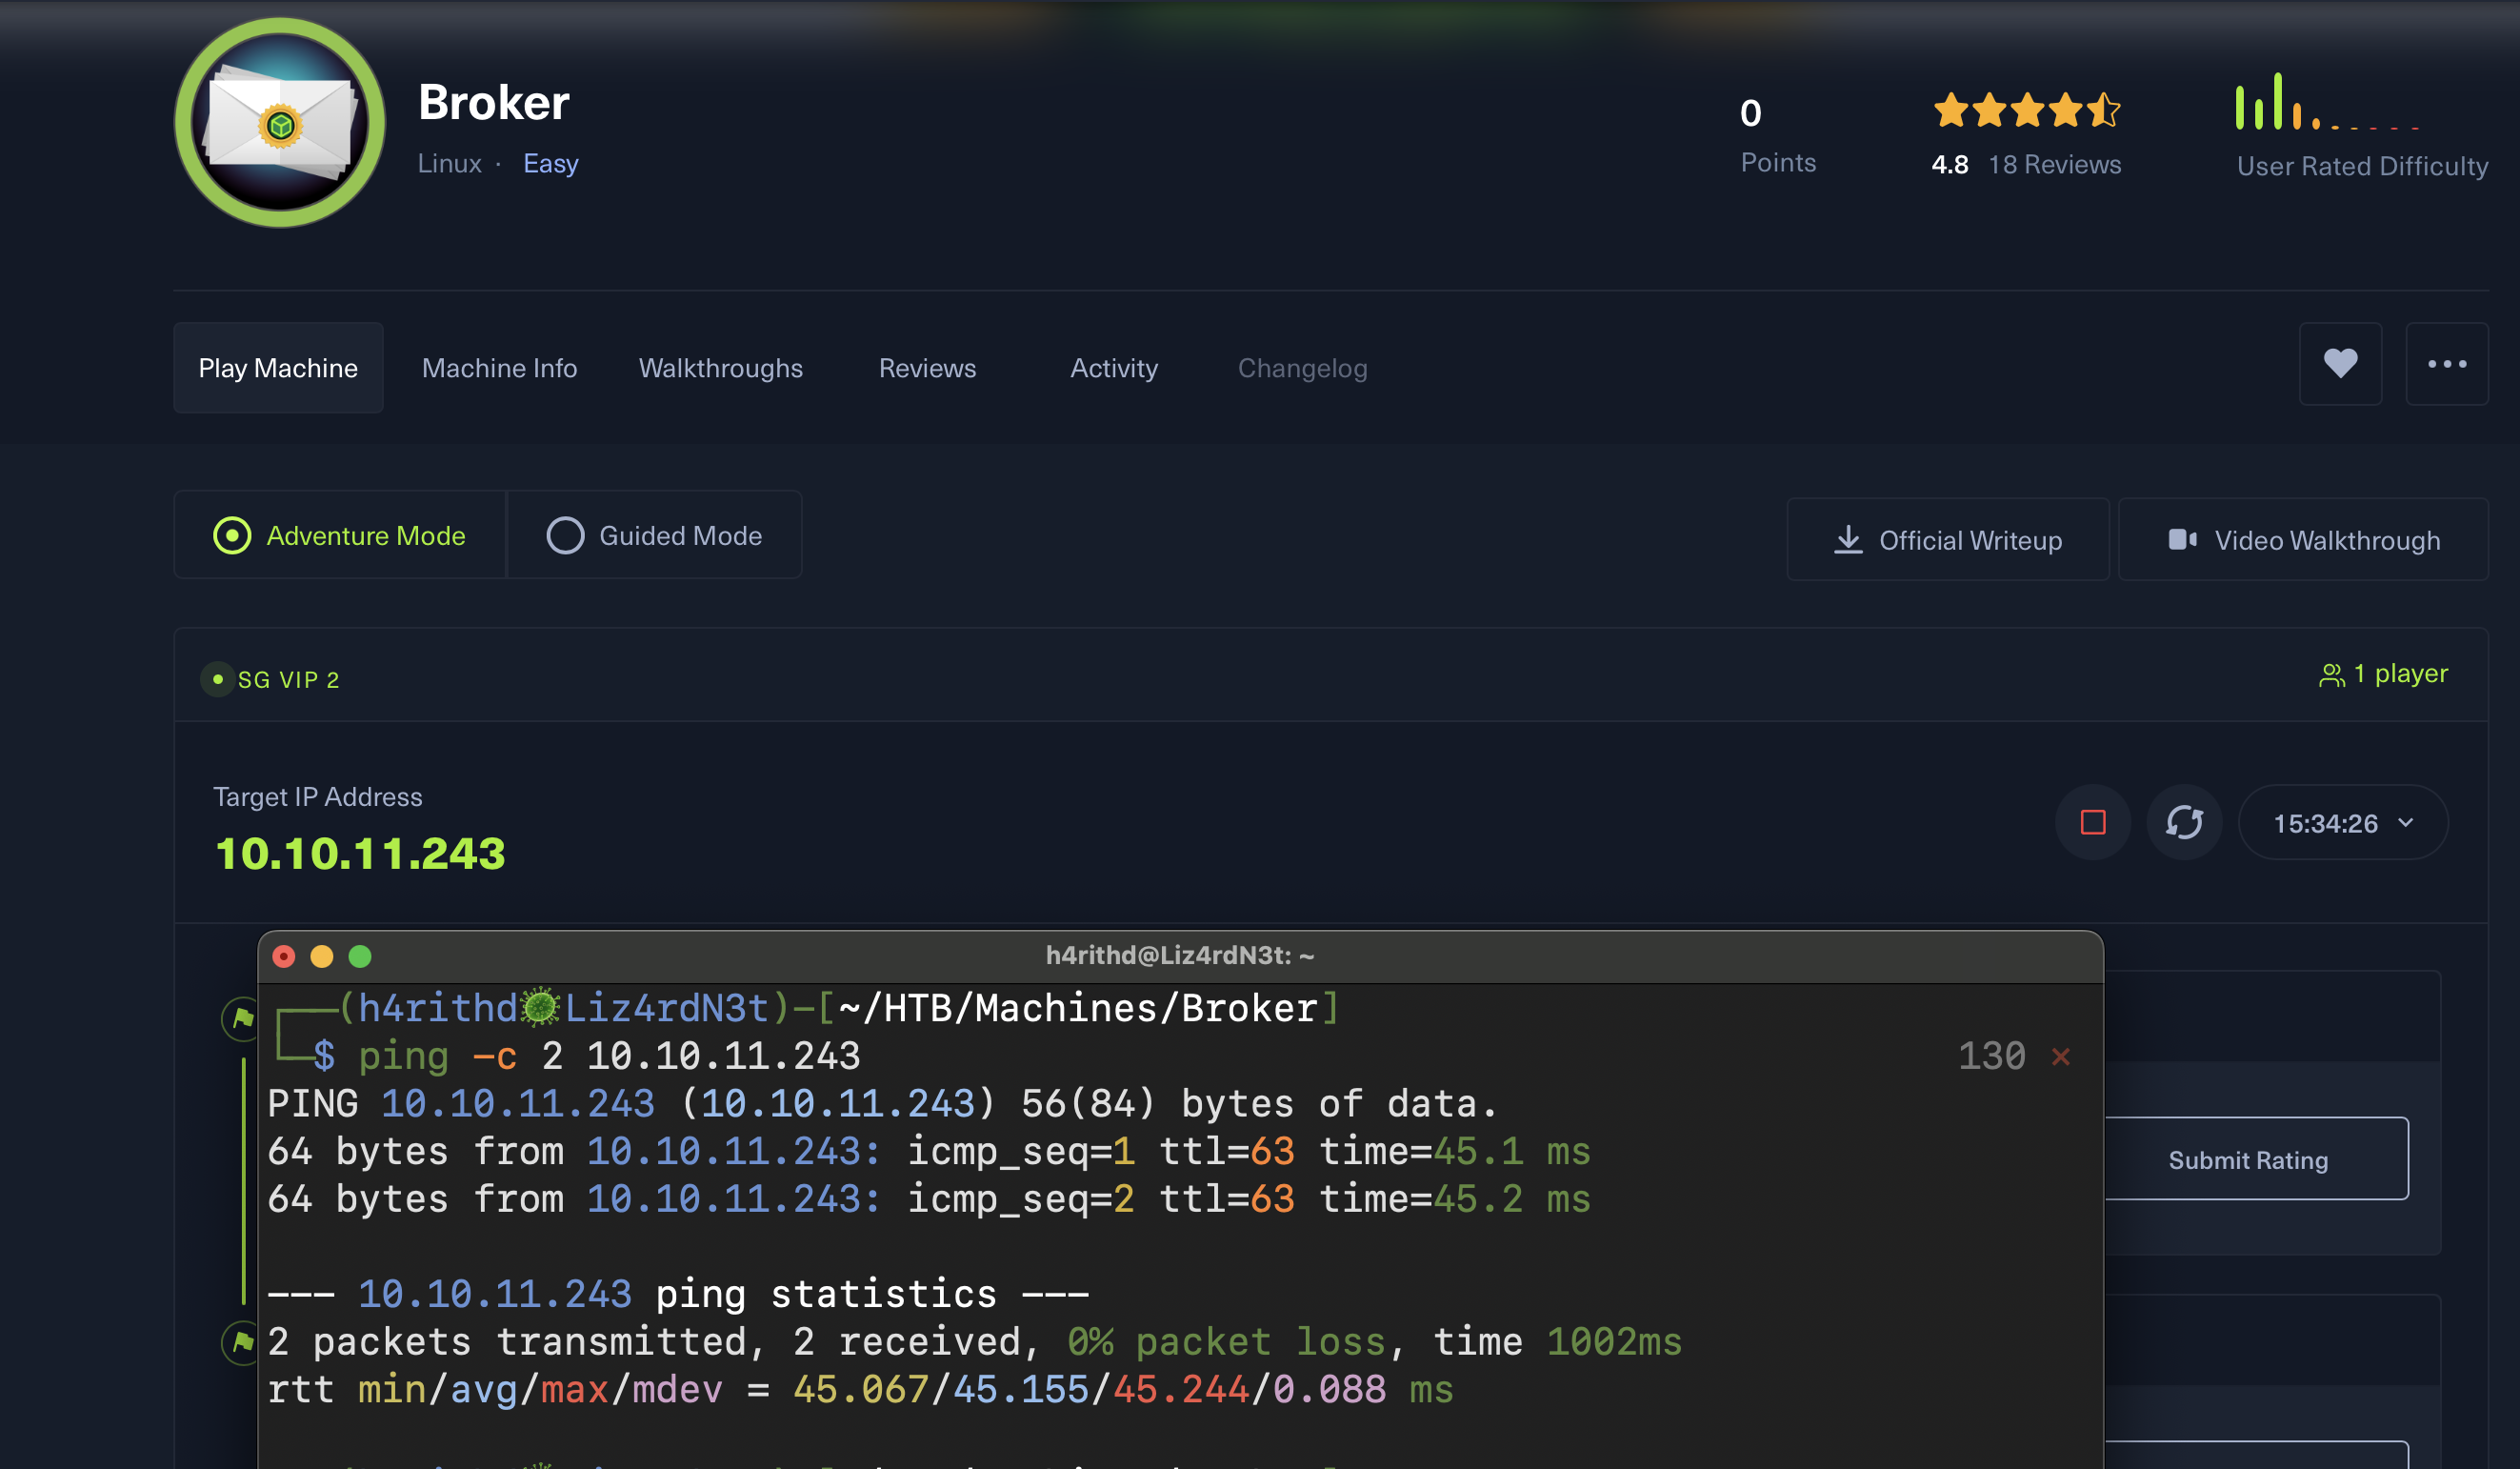 Broker
Linux · Easy
0
Points
4.8 18 Reviews
User Rated Difficulty
Play Machine Machine Info Walkthroughs Reviews Activity Changelog
Adventure Mode Guided Mode
Official Writeup Video Walkthrough
SG VIP 2
1 player
Target IP Address
10.10.11.243
15:34:26
h4rithd@Liz4rdN3t: ~
(h4rithd🦠Liz4rdN3t)-[~/HTB/Machines/Broker]
$ ping -c 2 10.10.11.243 130 ×
PING 10.10.11.243 (10.10.11.243) 56(84) bytes of data.
64 bytes from 10.10.11.243: icmp_seq=1 ttl=63 time=45.1 ms
64 bytes from 10.10.11.243: icmp_seq=2 ttl=63 time=45.2 ms
--- 10.10.11.243 ping statistics ---
2 packets transmitted, 2 received, 0% packet loss, time 1002ms
rtt min/avg/max/mdev = 45.067/45.155/45.244/0.088 ms
Submit Rating